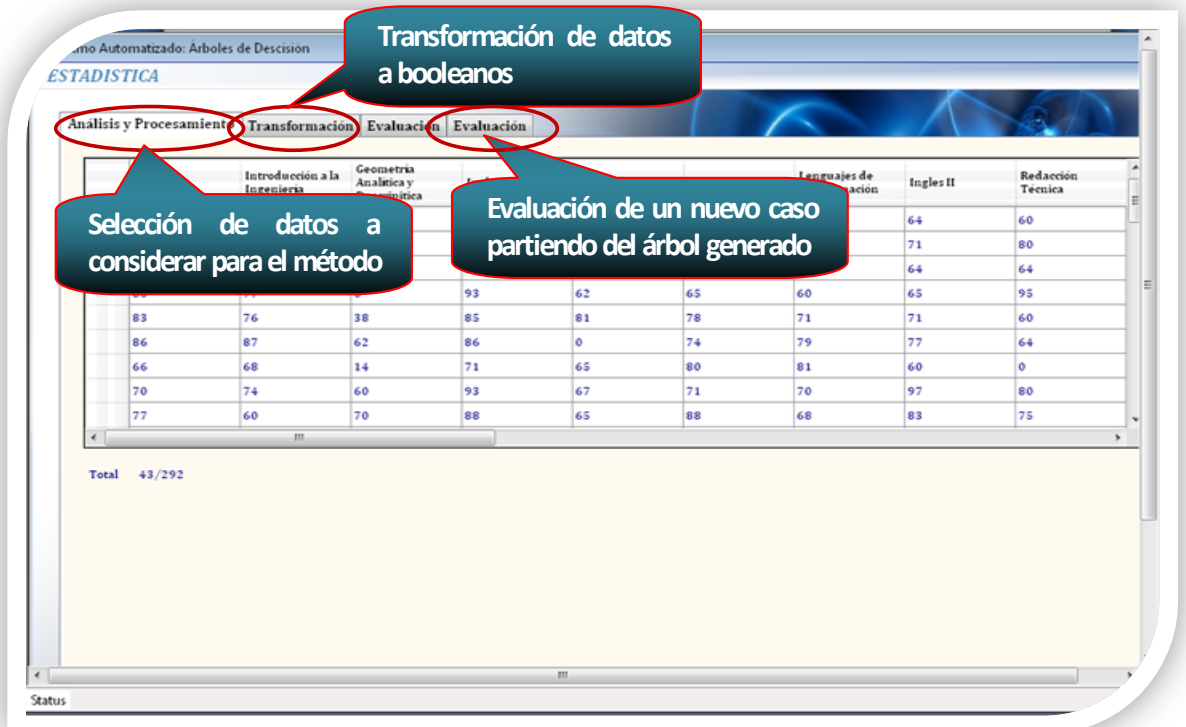 Automatizado: Árboles de Descisión
ESTADISTICA
Transformación de datos
a booleanos
Análisis y Procesamiento Transformación Evaluación Evaluación
Introducción a la
Ingenieria
Geometria
Analitica y
Lenguajes de
Ingles II
Redacción
Técnica
Selección de datos a
considerar para el método
Evaluación de un nuevo caso
partiendo del árbol generado
64 60
71 80
64 64
93 62 65 60 65 95
83 76 38 85 81 78 71 71 60
86 87 62 86 0 74 79 77 64
66 68 14 71 65 80 81 60 0
70 74 60 93 67 71 70 97 80
77 60 70 88 65 88 68 83 75
Total 43/292
Status